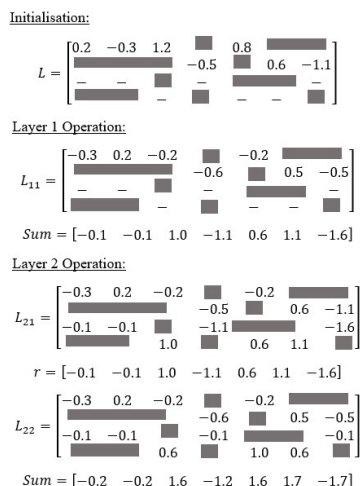 Initialisation:
0.2 −0.3 1.2 0.8
L = −0.5 0.6 −1.1
− − −
− − − −
Layer 1 Operation:
−0.3 0.2 −0.2 −0.2
L₁₁ = −0.6 0.5 −0.5
− − −
− − −
Sum = [−0.1 −0.1 1.0 −1.1 0.6 1.1 −1.6]
Layer 2 Operation:
−0.3 0.2 −0.2 −0.2
−0.5 0.6 −1.1
L₂₁ = −0.1 −0.1 −1.1 −1.6
1.0 0.6 1.1
r = [−0.1 −0.1 1.0 −1.1 0.6 1.1 −1.6]
−0.3 0.2 −0.2 −0.2
−0.6 0.5 −0.5
L₂₂ = −0.1 −0.1 −0.1 −0.1
0.6 1.0 0.6
Sum = [−0.2 −0.2 1.6 −1.2 1.6 1.7 −1.7]